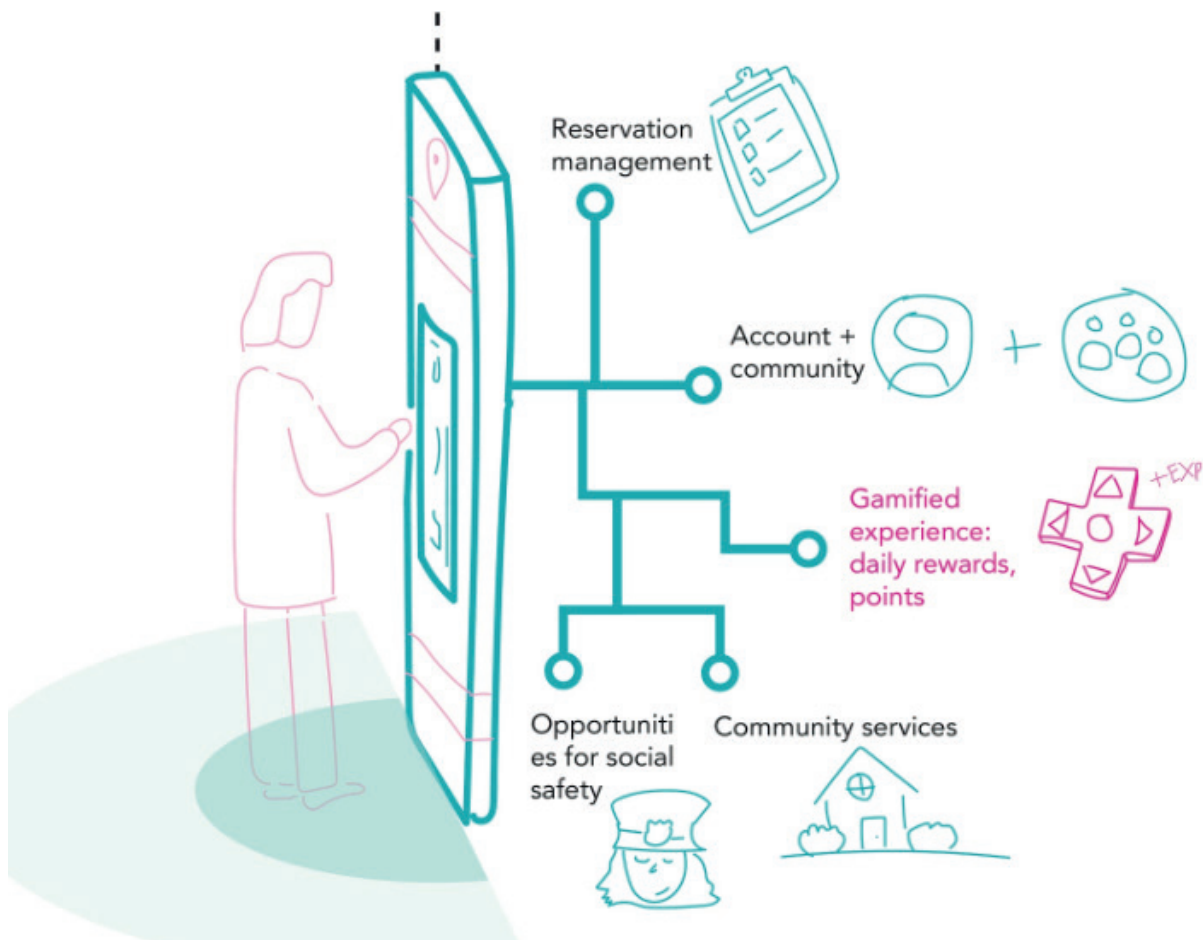 Reservation
management
Account +
community
+EXP
Gamified
experience:
daily rewards,
points
Opportuniti
es for social
safety
Community services